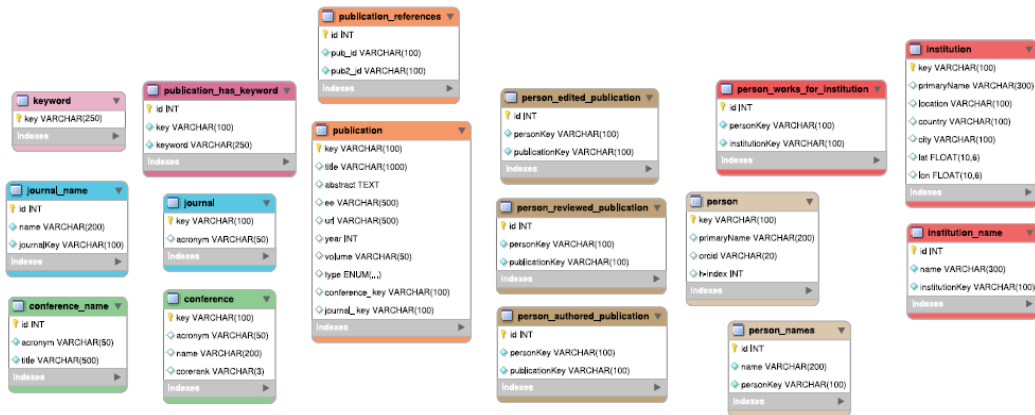 publication_references
id INT
pub_id VARCHAR(100)
pub2_id VARCHAR(100)
Indexes
institution
key VARCHAR(100)
primaryName VARCHAR(300)
location VARCHAR(100)
country VARCHAR(100)
city VARCHAR(100)
lat FLOAT(10,6)
lon FLOAT(10,6)
Indexes
keyword
key VARCHAR(250)
Indexes
publication_has_keyword
id INT
key VARCHAR(100)
keyword VARCHAR(250)
Indexes
person_edited_publication
id INT
personKey VARCHAR(100)
publicationKey VARCHAR(100)
Indexes
person_works_for_institution
id INT
personKey VARCHAR(100)
institutionKey VARCHAR(100)
Indexes
publication
key VARCHAR(100)
title VARCHAR(1000)
abstract TEXT
ee VARCHAR(500)
url VARCHAR(500)
year INT
volume VARCHAR(50)
type ENUM(,,,)
conference_key VARCHAR(100)
journal_key VARCHAR(100)
Indexes
journal_name
id INT
name VARCHAR(200)
journalKey VARCHAR(100)
Indexes
journal
key VARCHAR(100)
acronym VARCHAR(50)
Indexes
person_reviewed_publication
id INT
personKey VARCHAR(100)
publicationKey VARCHAR(100)
Indexes
person
key VARCHAR(100)
primaryName VARCHAR(200)
orcid VARCHAR(20)
h-index INT
Indexes
institution_name
id INT
name VARCHAR(300)
institutionKey VARCHAR(100)
Indexes
conference_name
id INT
acronym VARCHAR(50)
title VARCHAR(500)
Indexes
conference
key VARCHAR(100)
acronym VARCHAR(50)
name VARCHAR(200)
corerank VARCHAR(3)
Indexes
person_authored_publication
id INT
personKey VARCHAR(100)
publicationKey VARCHAR(100)
Indexes
person_names
id INT
name VARCHAR(200)
personKey VARCHAR(100)
Indexes